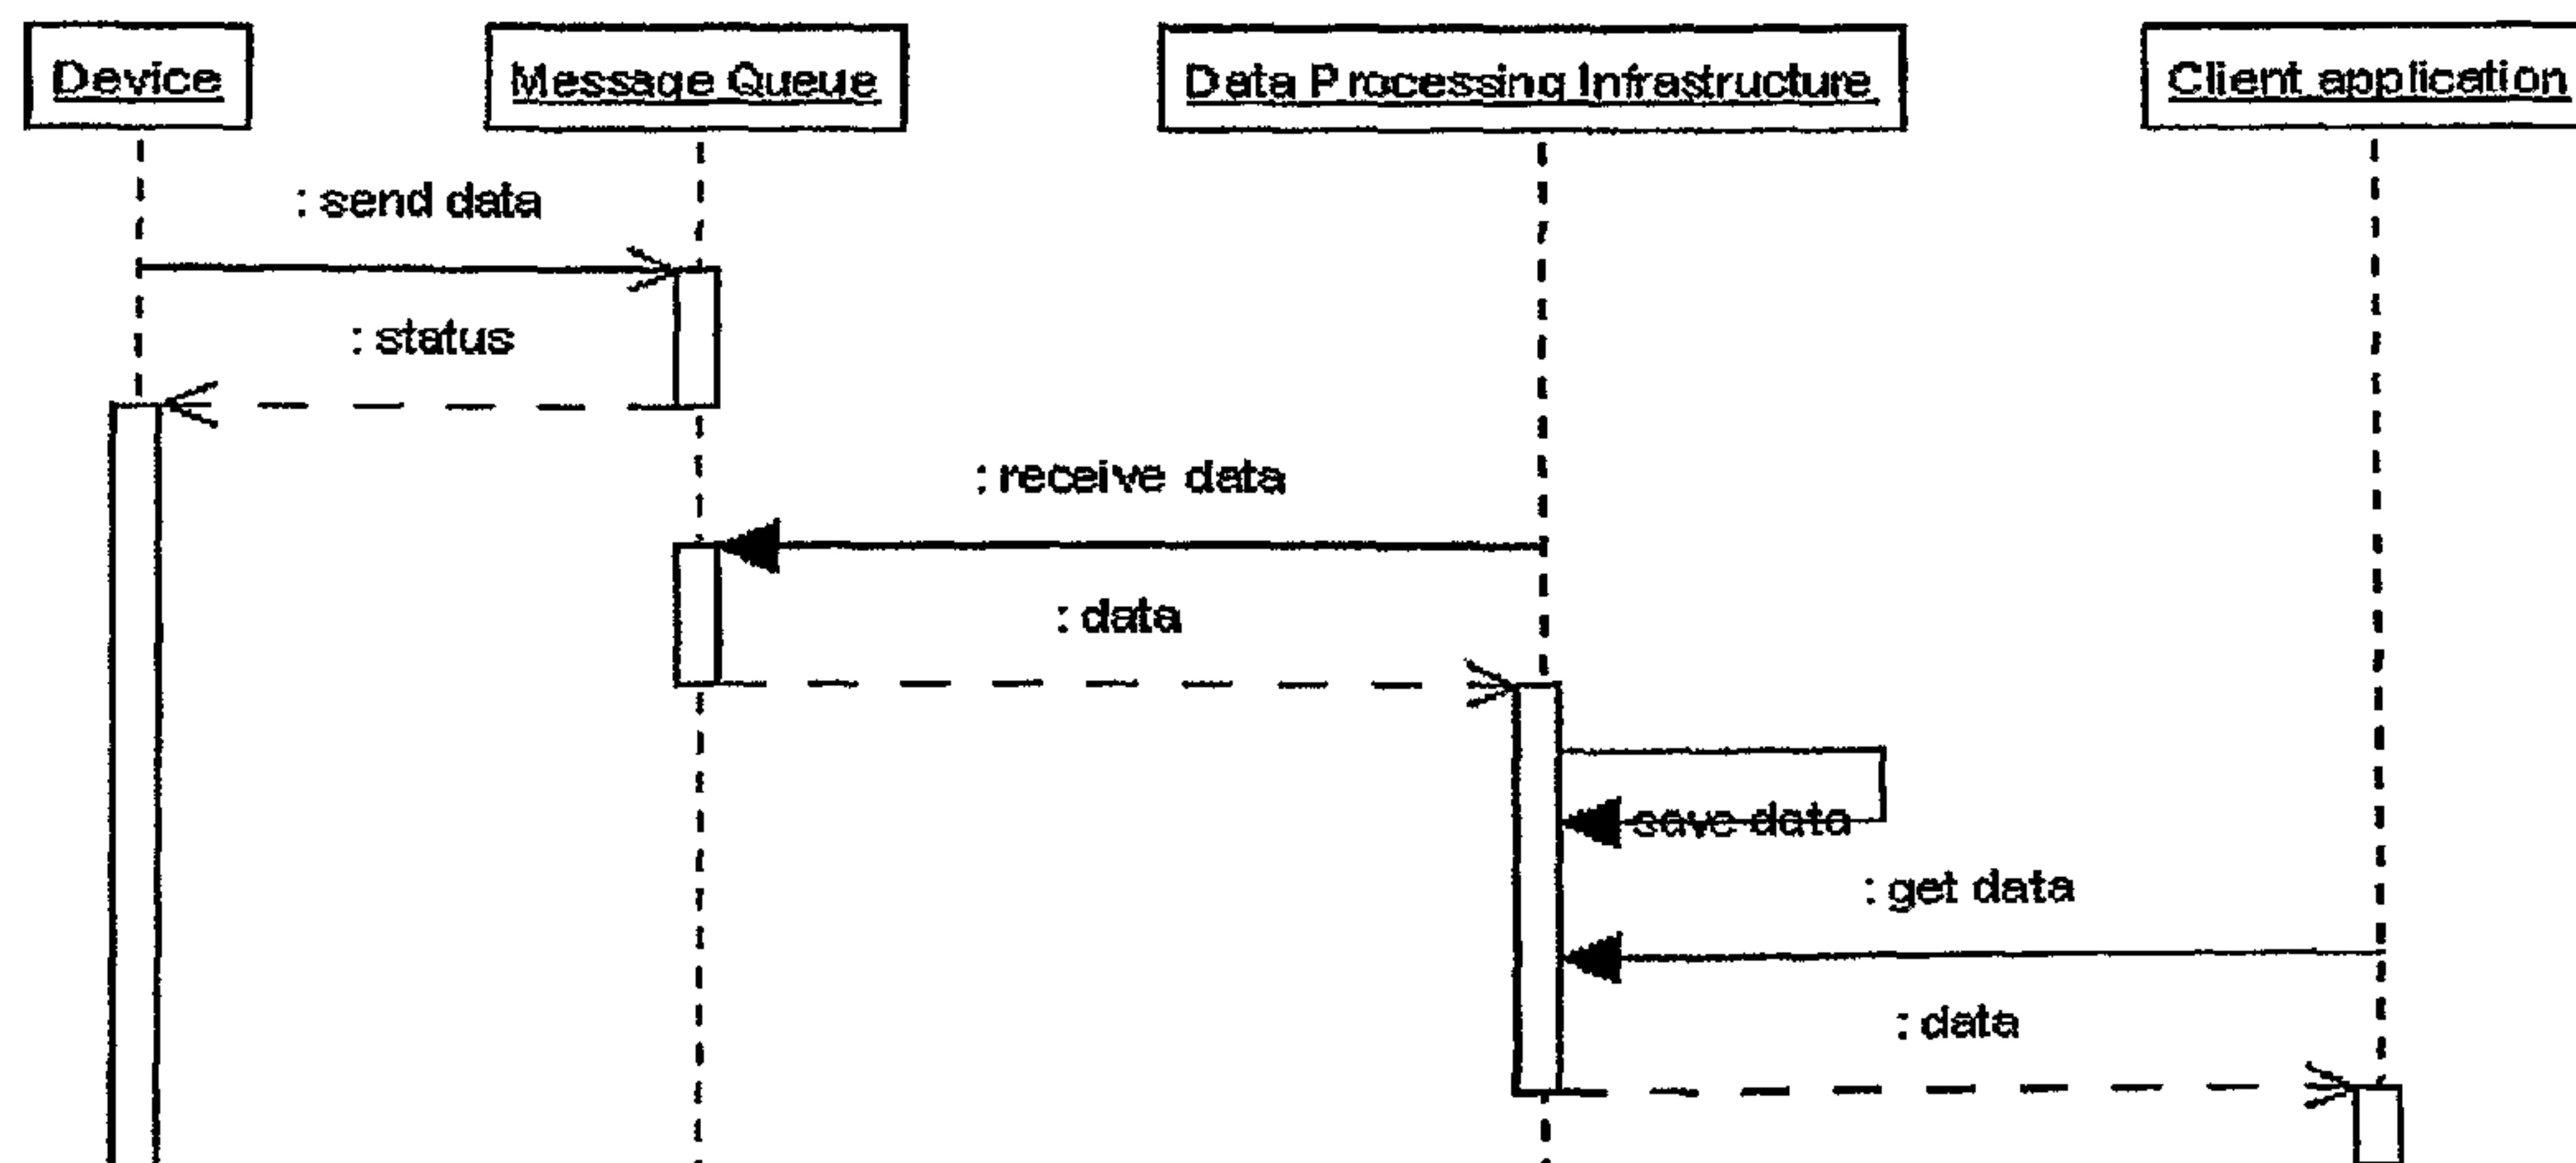 Device
Message Queue
Data Processing Infrastructure
Client application
: send data
: status
: receive data
: data
save data
: get data
: data